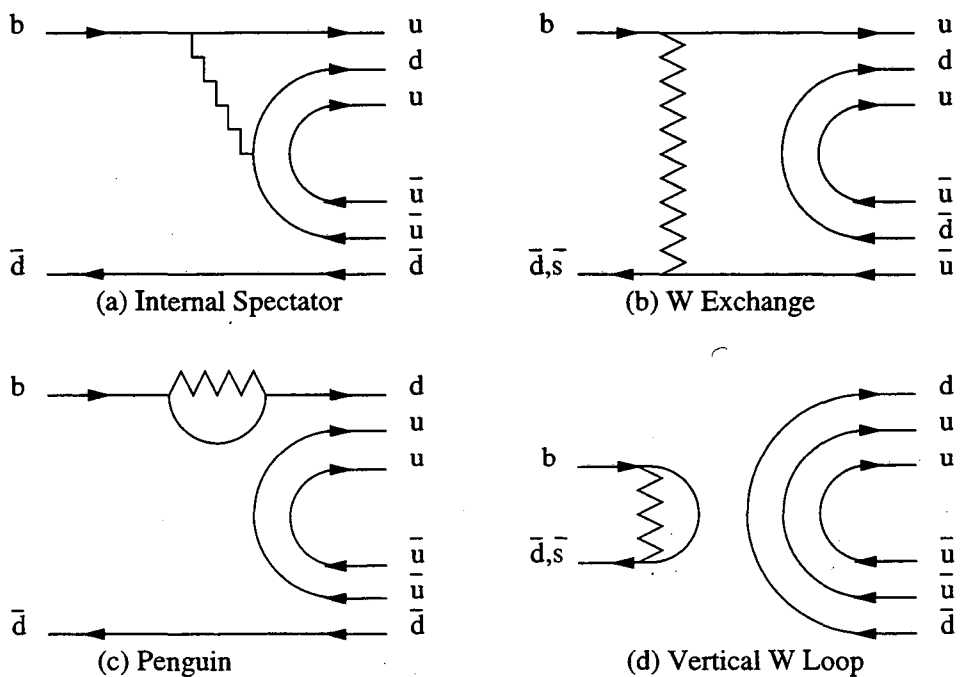 b
u
d
u
u̅
u̅
d̅
d̅
(a) Internal Spectator
b
u
d
u
u̅
d̅
u̅
d̅,s̅
(b) W Exchange
b
d
u
u
u̅
u̅
d̅
d̅
(c) Penguin
b
d̅,s̅
d
u
u
u̅
u̅
d̅
(d) Vertical W Loop